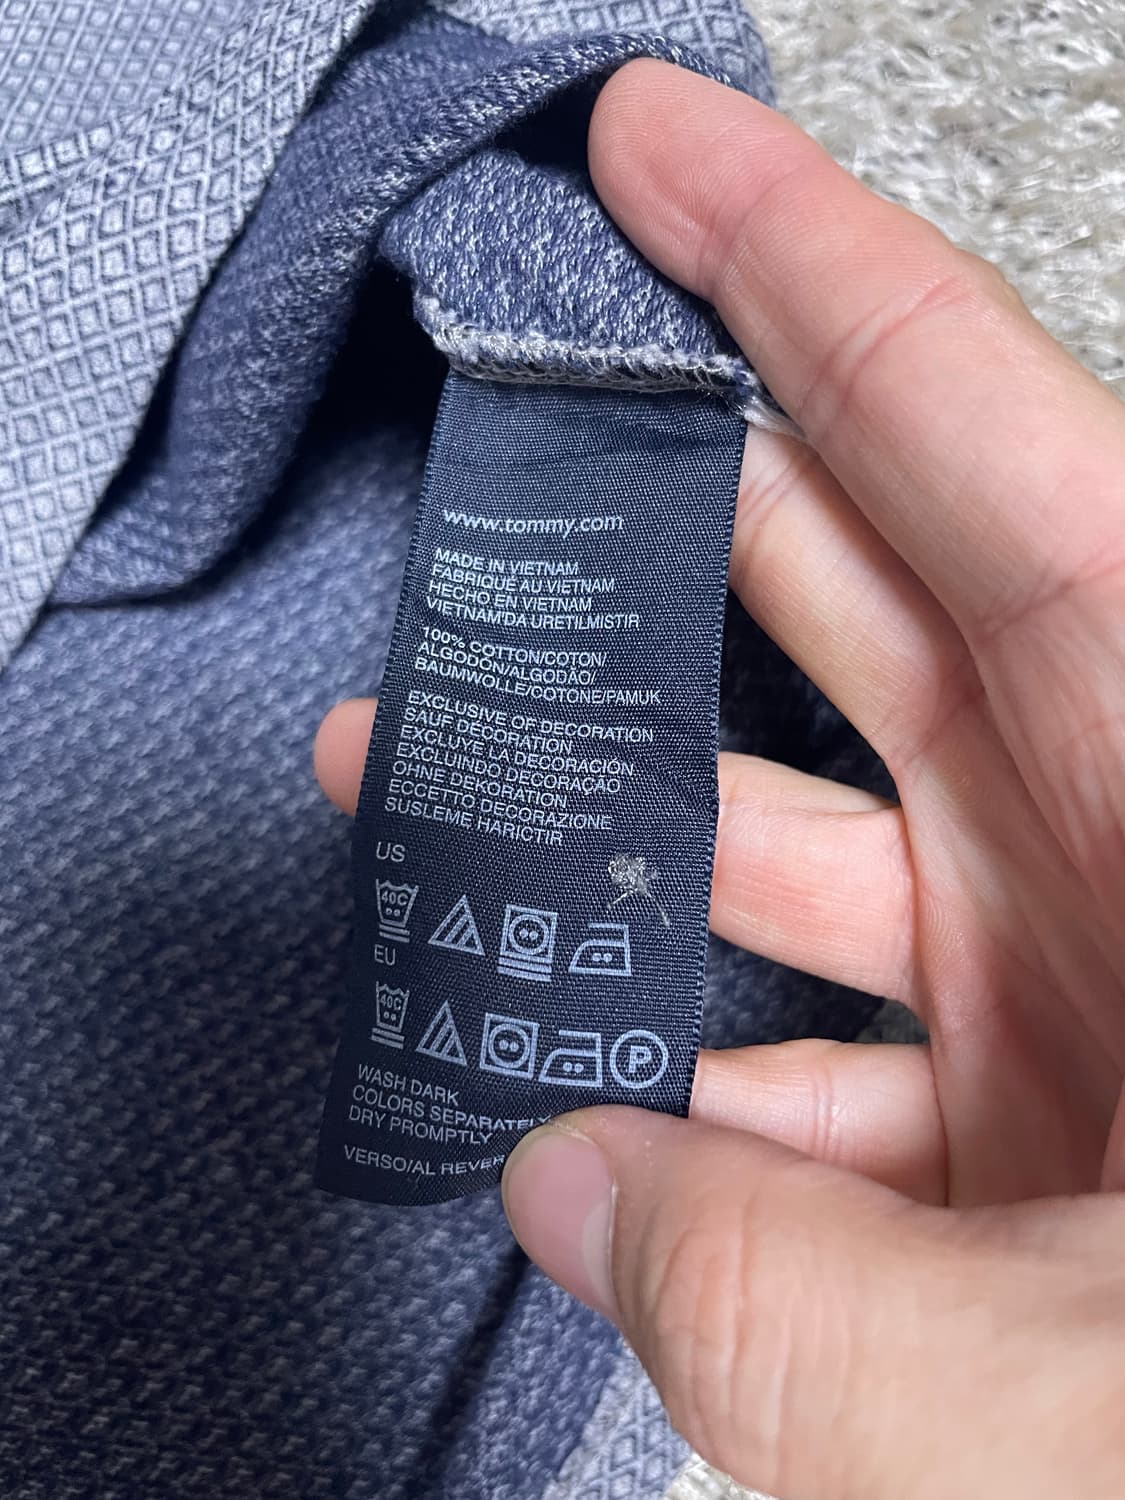 www.tommy.com
MADE IN VIETNAM
FABRIQUÉ AU VIETNAM
HECHO EN VIETNAM
VIETNAM'DA URETILMISTIR
100% COTTON/COTON/
ALGODÓN/ALGODÃO/
BAUMWOLLE/COTONE/PAMUK
EXCLUSIVE OF DECORATION
SAUF DÉCORATION
EXCLUYE LA DECORACIÓN
EXCLUINDO DECORAÇÃO
OHNE DEKORATION
ECCETTO DECORAZIONE
SUSLEME HARICTIR
US
40C
EU
40C
P
WASH DARK
COLORS SEPARATELY
DRY PROMPTLY
VERSO/AL REVER